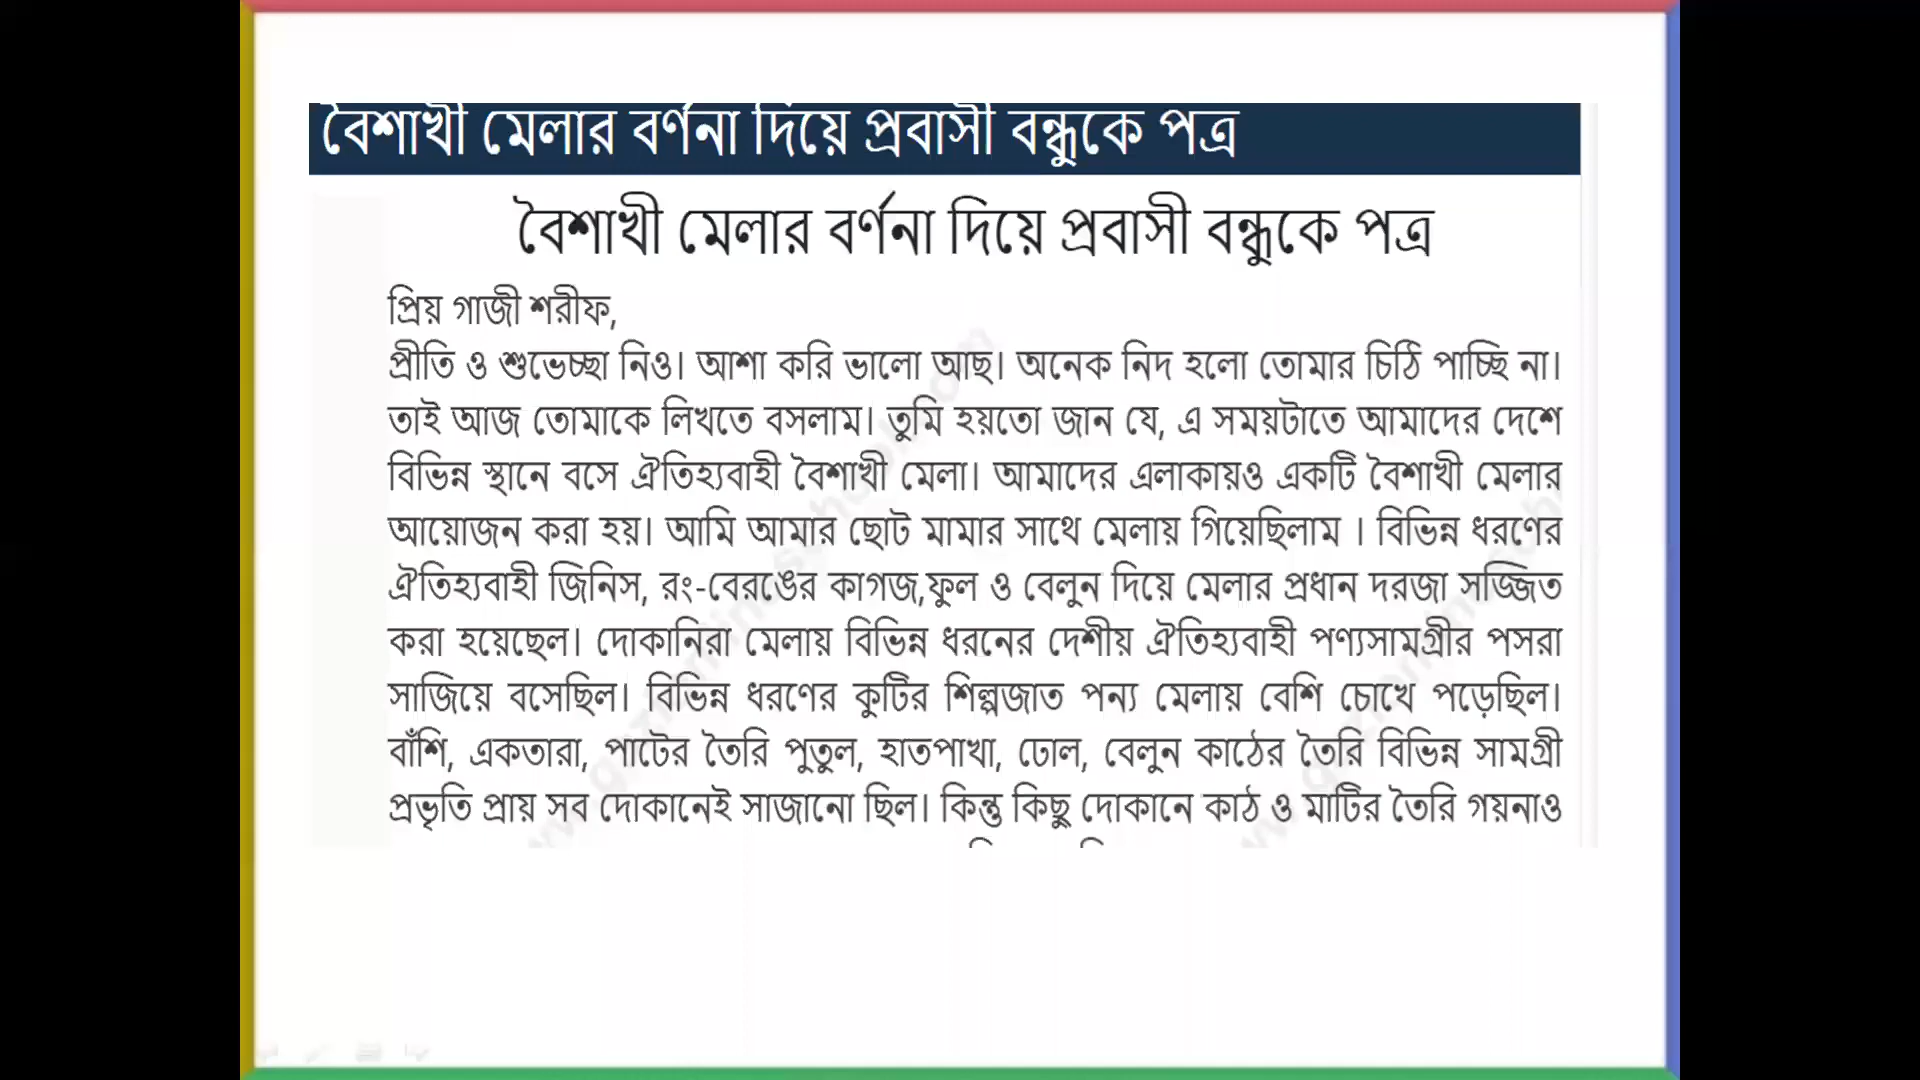 বৈশাখী মেলার বর্ণনা দিয়ে প্রবাসী বন্ধুকে পত্র
বৈশাখী মেলার বর্ণনা দিয়ে প্রবাসী বন্ধুকে পত্র
প্রিয় গাজী শরীফ,
প্রীতি ও শুভেচ্ছা নিও। আশা করি ভালো আছ। অনেক নিদ হলো তোমার চিঠি পাচ্ছি না।
তাই আজ তোমাকে লিখতে বসলাম। তুমি হয়তো জান যে, এ সময়টাতে আমাদের দেশে
বিভিন্ন স্থানে বসে ঐতিহ্যবাহী বৈশাখী মেলা। আমাদের এলাকায়ও একটি বৈশাখী মেলার
আয়োজন করা হয়। আমি আমার ছোট মামার সাথে মেলায় গিয়েছিলাম । বিভিন্ন ধরণের
ঐতিহ্যবাহী জিনিস, রং-বেরঙের কাগজ,ফুল ও বেলুন দিয়ে মেলার প্রধান দরজা সজ্জিত
করা হয়েছেল। দোকানিরা মেলায় বিভিন্ন ধরনের দেশীয় ঐতিহ্যবাহী পণ্যসামগ্রীর পসরা
সাজিয়ে বসেছিল। বিভিন্ন ধরণের কুটির শিল্পজাত পন্য মেলায় বেশি চোখে পড়েছিল।
বাঁশি, একতারা, পাটের তৈরি পুতুল, হাতপাখা, ঢোল, বেলুন কাঠের তৈরি বিভিন্ন সামগ্রী
প্রভৃতি প্রায় সব দোকানেই সাজানো ছিল। কিন্তু কিছু দোকানে কাঠ ও মাটির তৈরি গয়নাও